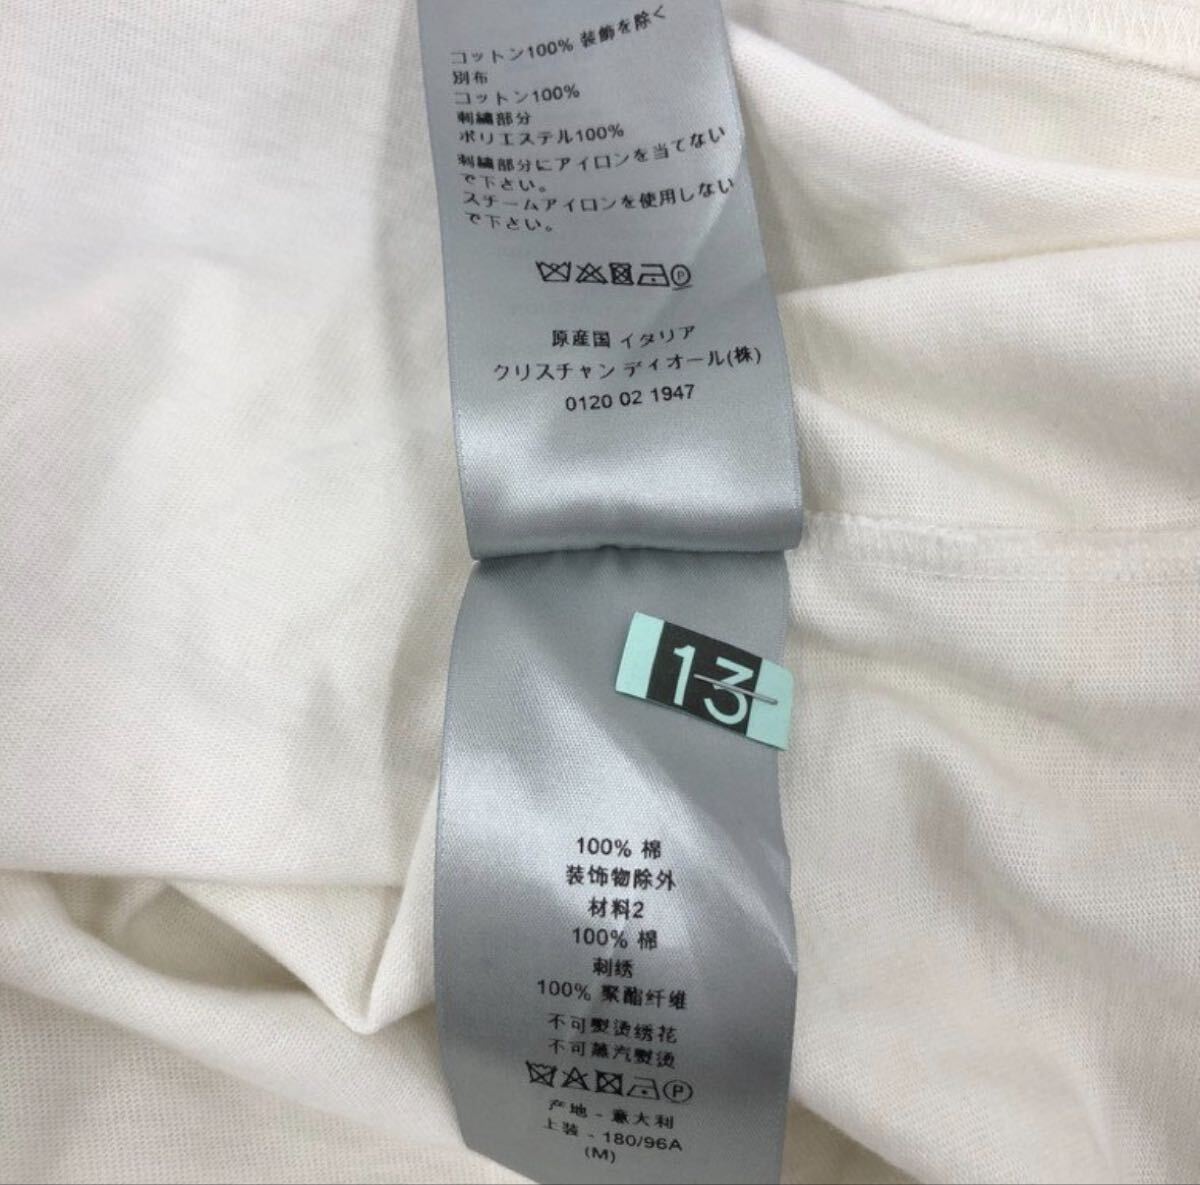 コットン100% 装飾を除く
別布
コットン100%
刺繍部分
ポリエステル100%
刺繍部分にアイロンを当てない
で下さい。
スチームアイロンを使用しない
で下さい。
P
原産国 イタリア
クリスチャン ディオール(株)
0120 02 1947
13
100% 棉
装饰物除外
材料2
100% 棉
刺绣
100% 聚酯纤维
不可熨烫绣花
不可蒸汽熨烫
P
产地 - 意大利
上装 - 180/96A
(M)